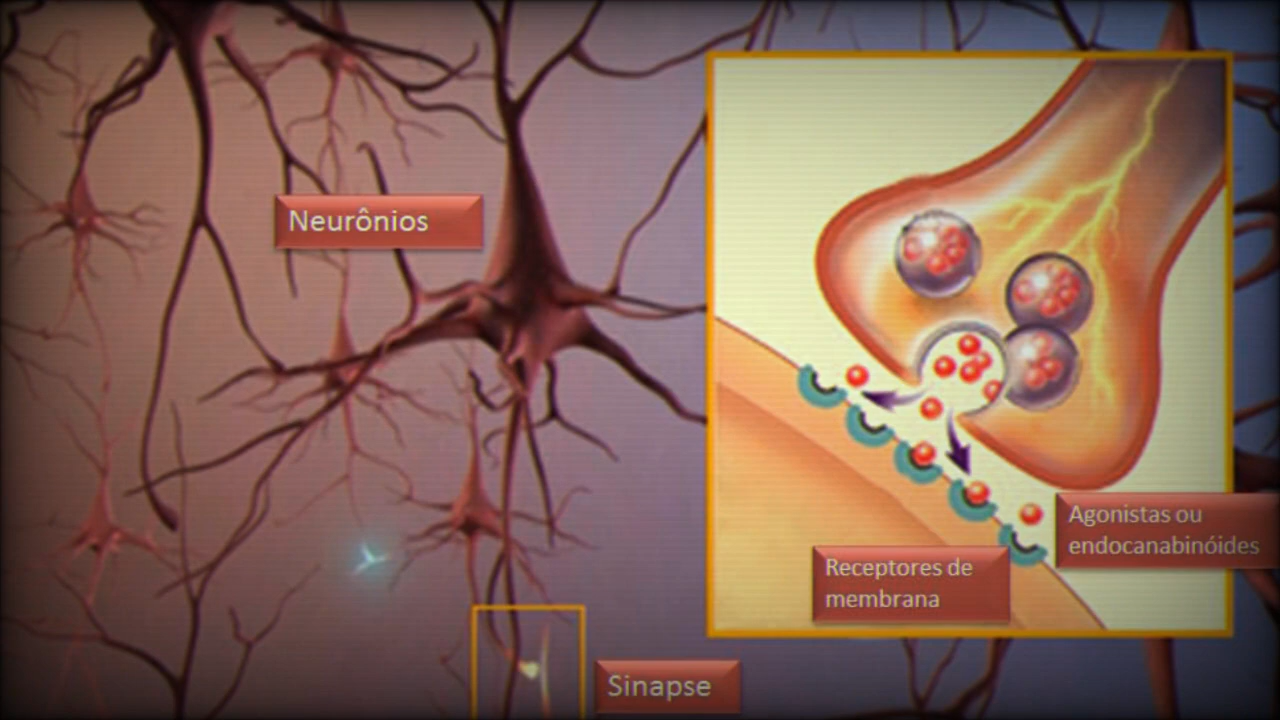 Neurônios
Agonistas ou
endocanabinóides
Receptores de
membrana
Sinapse